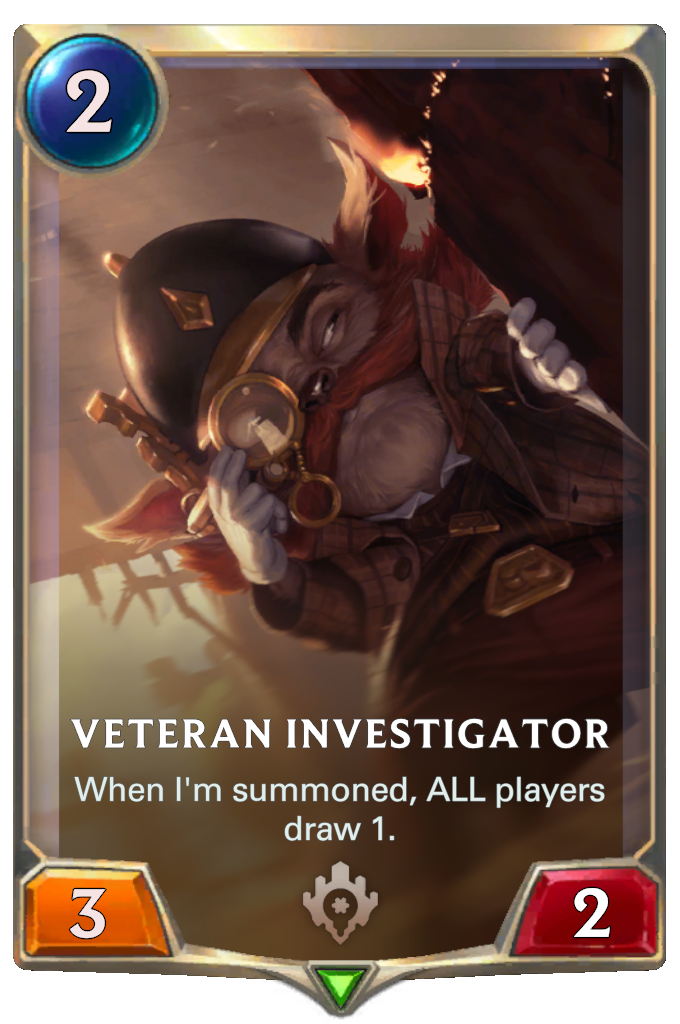 2
VETERAN INVESTIGATOR
When I'm summoned, ALL players
draw 1.
3
2